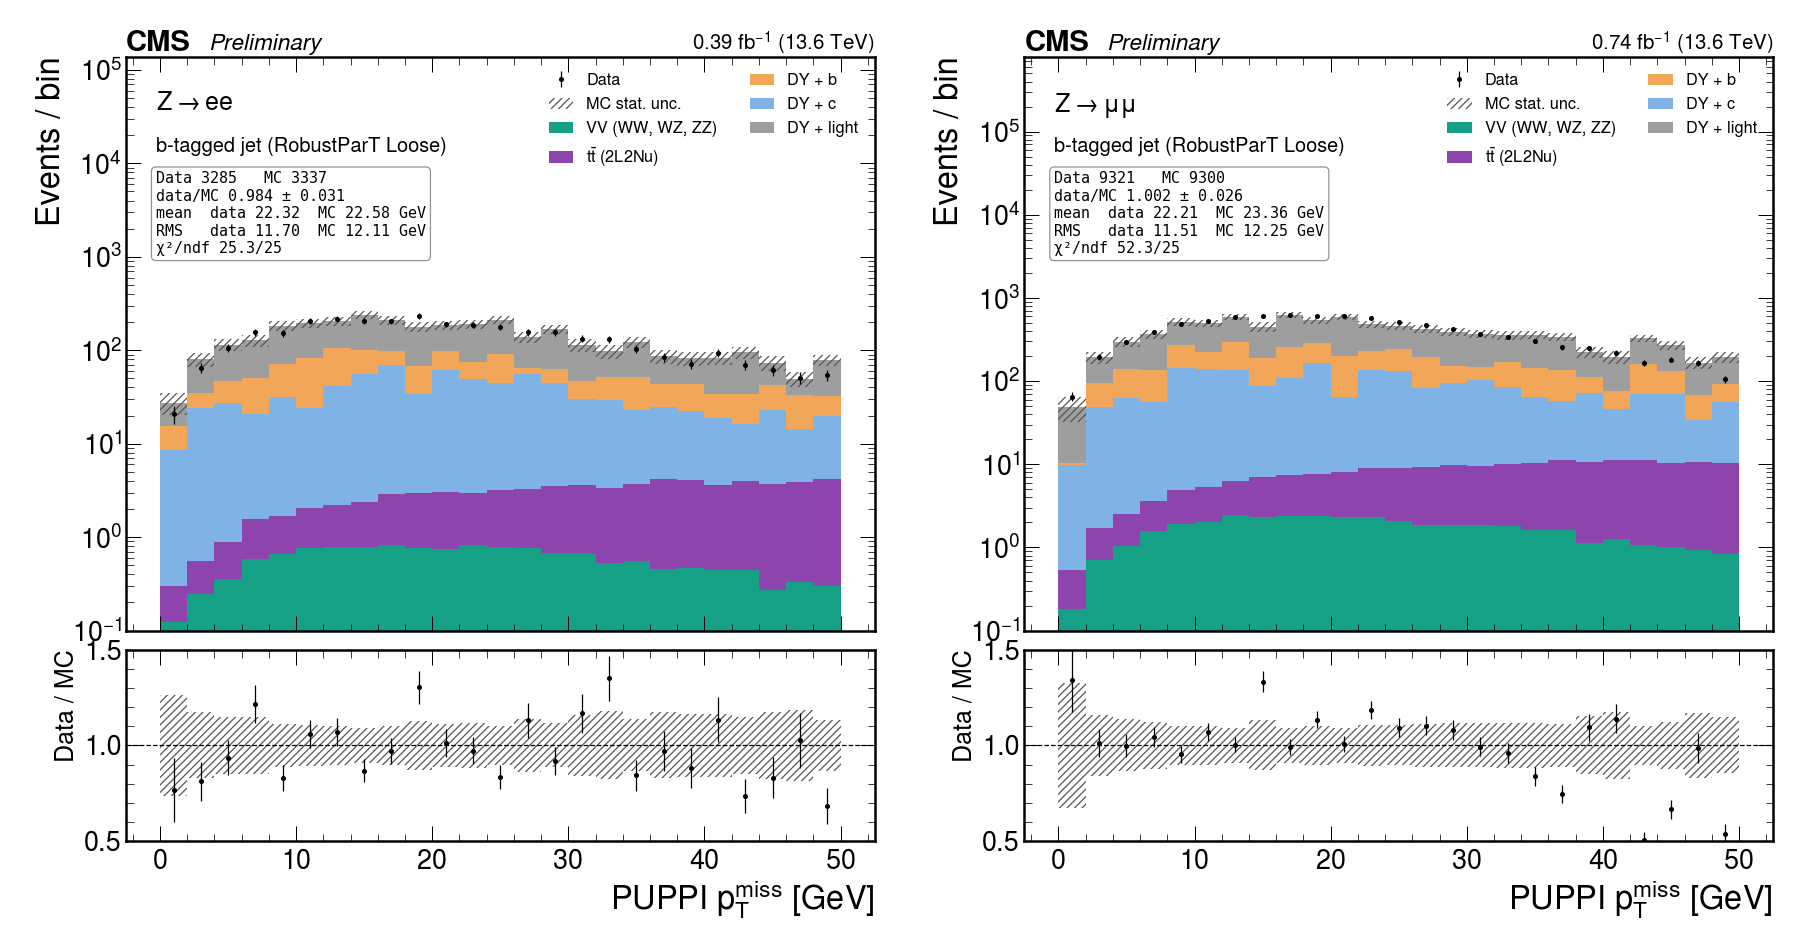 CMS Preliminary 0.39 fb⁻¹ (13.6 TeV)
Events / bin
10⁵
10⁴
10³
10²
10¹
10⁰
10⁻¹
Z → ee
b-tagged jet (RobustParT Loose)
Data 3285 MC 3337
data/MC 0.984 ± 0.031
mean data 22.32 MC 22.58 GeV
RMS data 11.70 MC 12.11 GeV
χ²/ndf 25.3/25
Data
MC stat. unc.
VV (WW, WZ, ZZ)
tt̄ (2L2Nu)
DY + b
DY + c
DY + light
Data / MC
1.5
1.0
0.5
0 10 20 30 40 50
PUPPI p_T^miss [GeV]
CMS Preliminary 0.74 fb⁻¹ (13.6 TeV)
Events / bin
10⁵
10⁴
10³
10²
10¹
10⁰
10⁻¹
Z → μμ
b-tagged jet (RobustParT Loose)
Data 9321 MC 9300
data/MC 1.002 ± 0.026
mean data 22.21 MC 23.36 GeV
RMS data 11.51 MC 12.25 GeV
χ²/ndf 52.3/25
Data
MC stat. unc.
VV (WW, WZ, ZZ)
tt̄ (2L2Nu)
DY + b
DY + c
DY + light
Data / MC
1.5
1.0
0.5
0 10 20 30 40 50
PUPPI p_T^miss [GeV]